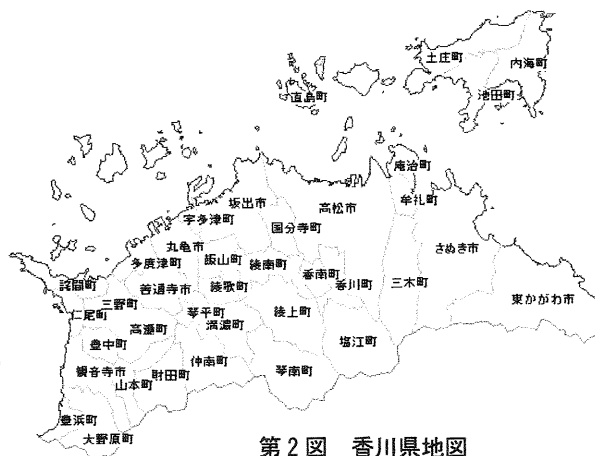 土庄町
内海町
池田町
直島町
庵治町
牟礼町
高松市
坂出市
宇多津町
国分寺町
さぬき市
丸亀市
多度津町
飯山町
綾南町
香南町
香川町
三木町
東かがわ市
詫間町
三野町
善通寺市
綾歌町
仁尾町
琴平町
満濃町
綾上町
高瀬町
豊中町
塩江町
仲南町
観音寺市
財田町
琴南町
山本町
豊浜町
大野原町
第2図 香川県地図